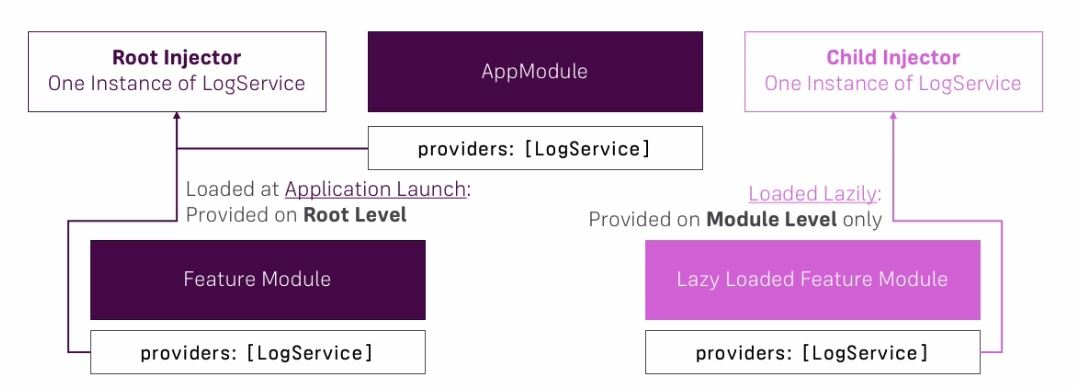 Root Injector
One Instance of LogService
AppModule
providers: [LogService]
Child Injector
One Instance of LogService
Loaded at Application Launch:
Provided on Root Level
Loaded Lazily:
Provided on Module Level only
Feature Module
providers: [LogService]
Lazy Loaded Feature Module
providers: [LogService]